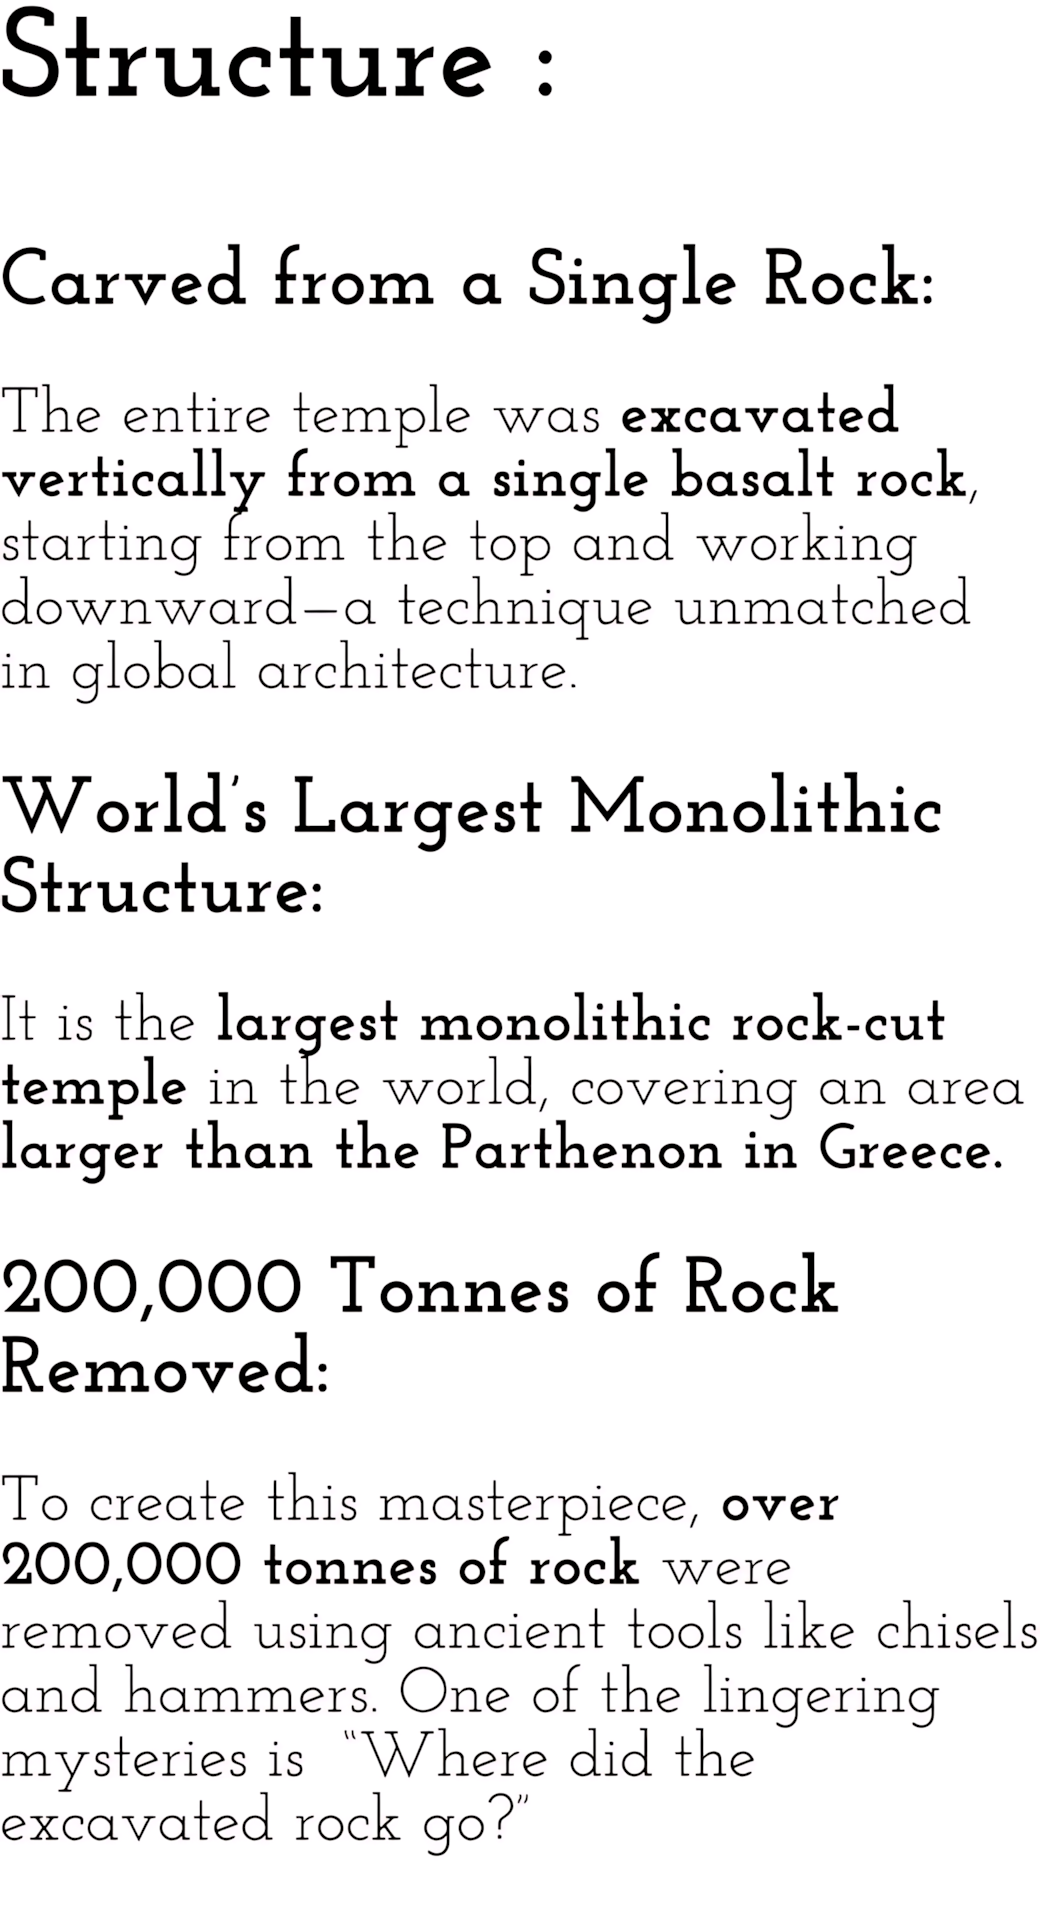 Structure :
Carved from a Single Rock:
The entire temple was excavated
vertically from a single basalt rock,
starting from the top and working
downward—a technique unmatched
in global architecture.
World's Largest Monolithic
Structure:
It is the largest monolithic rock-cut
temple in the world, covering an area
larger than the Parthenon in Greece.
200,000 Tonnes of Rock
Removed:
To create this masterpiece, over
200,000 tonnes of rock were
removed using ancient tools like chisels
and hammers. One of the lingering
mysteries is “Where did the
excavated rock go?”